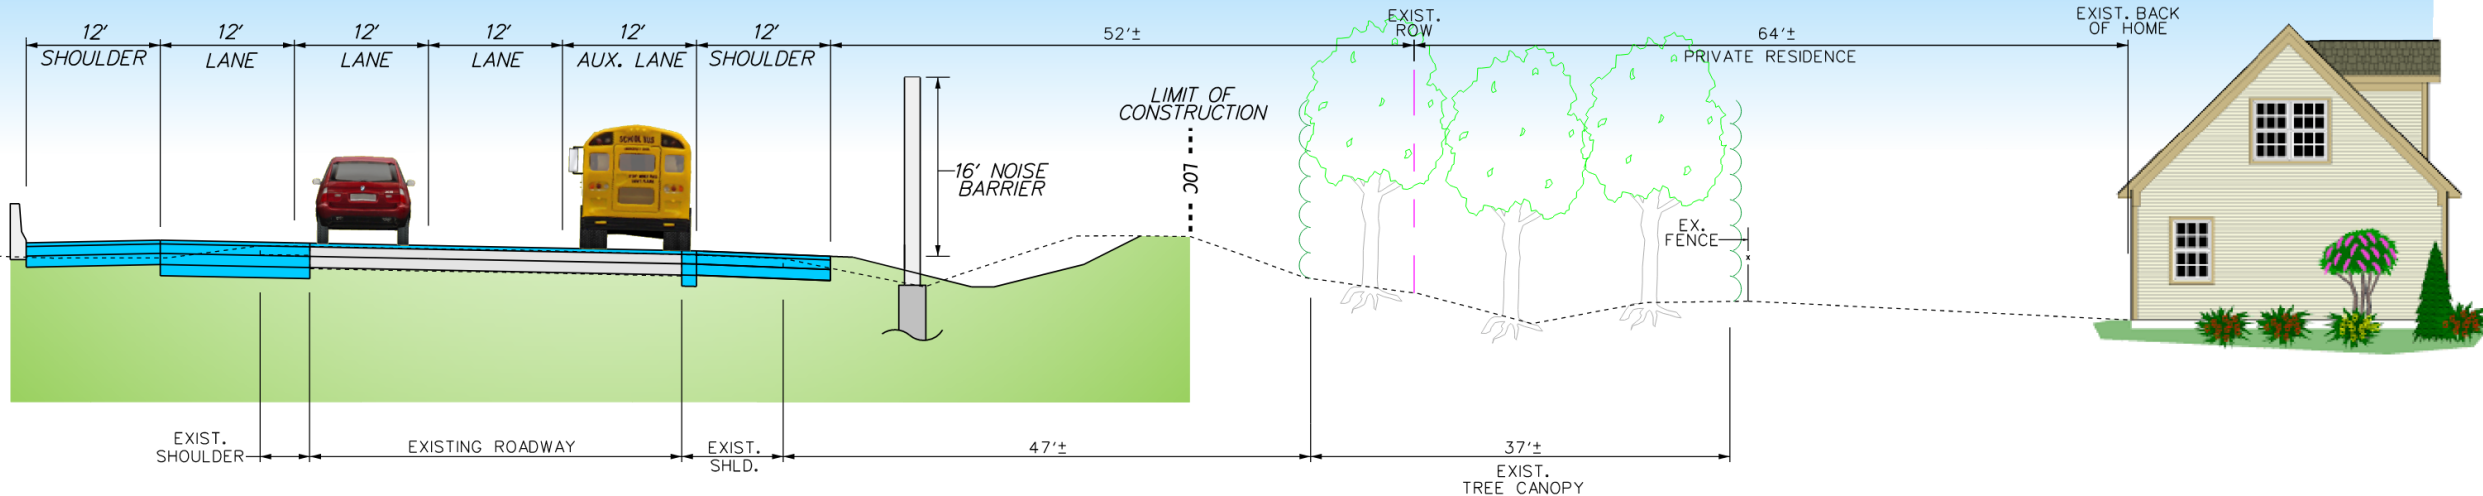 12' 12' 12' 12' 12' 12'
SHOULDER LANE LANE LANE AUX. LANE SHOULDER
52'±
EXIST.
ROW
64'±
PRIVATE RESIDENCE
EXIST. BACK
OF HOME
SCHOOL BUS
16' NOISE
BARRIER
LIMIT OF
CONSTRUCTION
LOC
EX.
FENCE
x
EXIST.
SHOULDER
EXISTING ROADWAY
EXIST.
SHLD.
47'±
37'±
EXIST.
TREE CANOPY